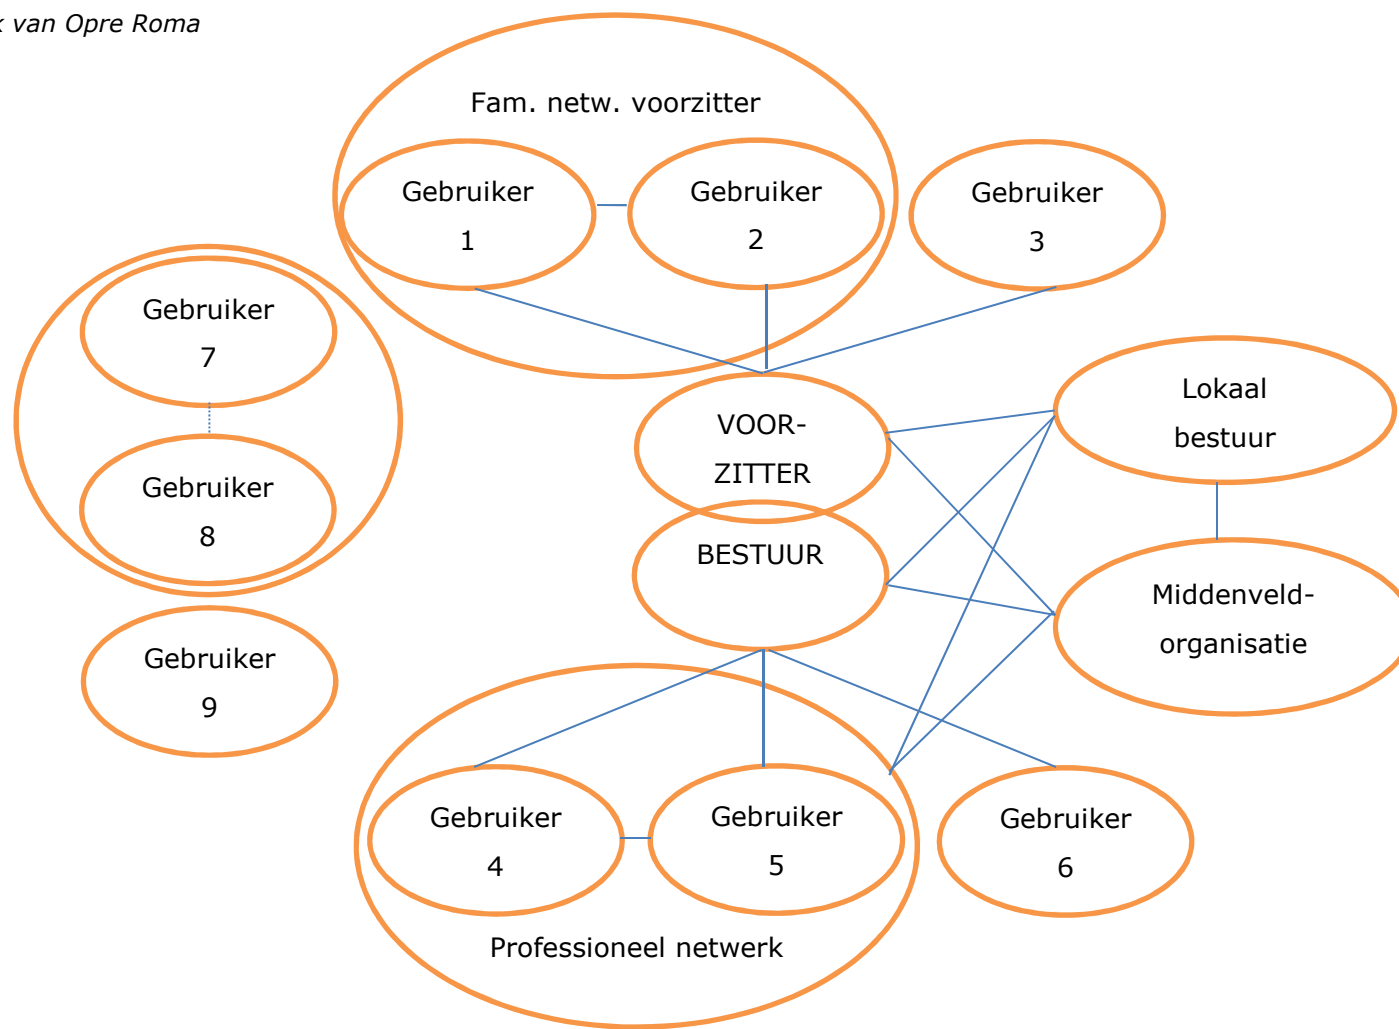 van Opre Roma
Fam. netw. voorzitter
Gebruiker
1
Gebruiker
2
Gebruiker
3
Gebruiker
7
Gebruiker
8
Gebruiker
9
VOOR-
ZITTER
BESTUUR
Lokaal
bestuur
Middenveld-
organisatie
Gebruiker
4
Gebruiker
5
Gebruiker
6
Professioneel netwerk